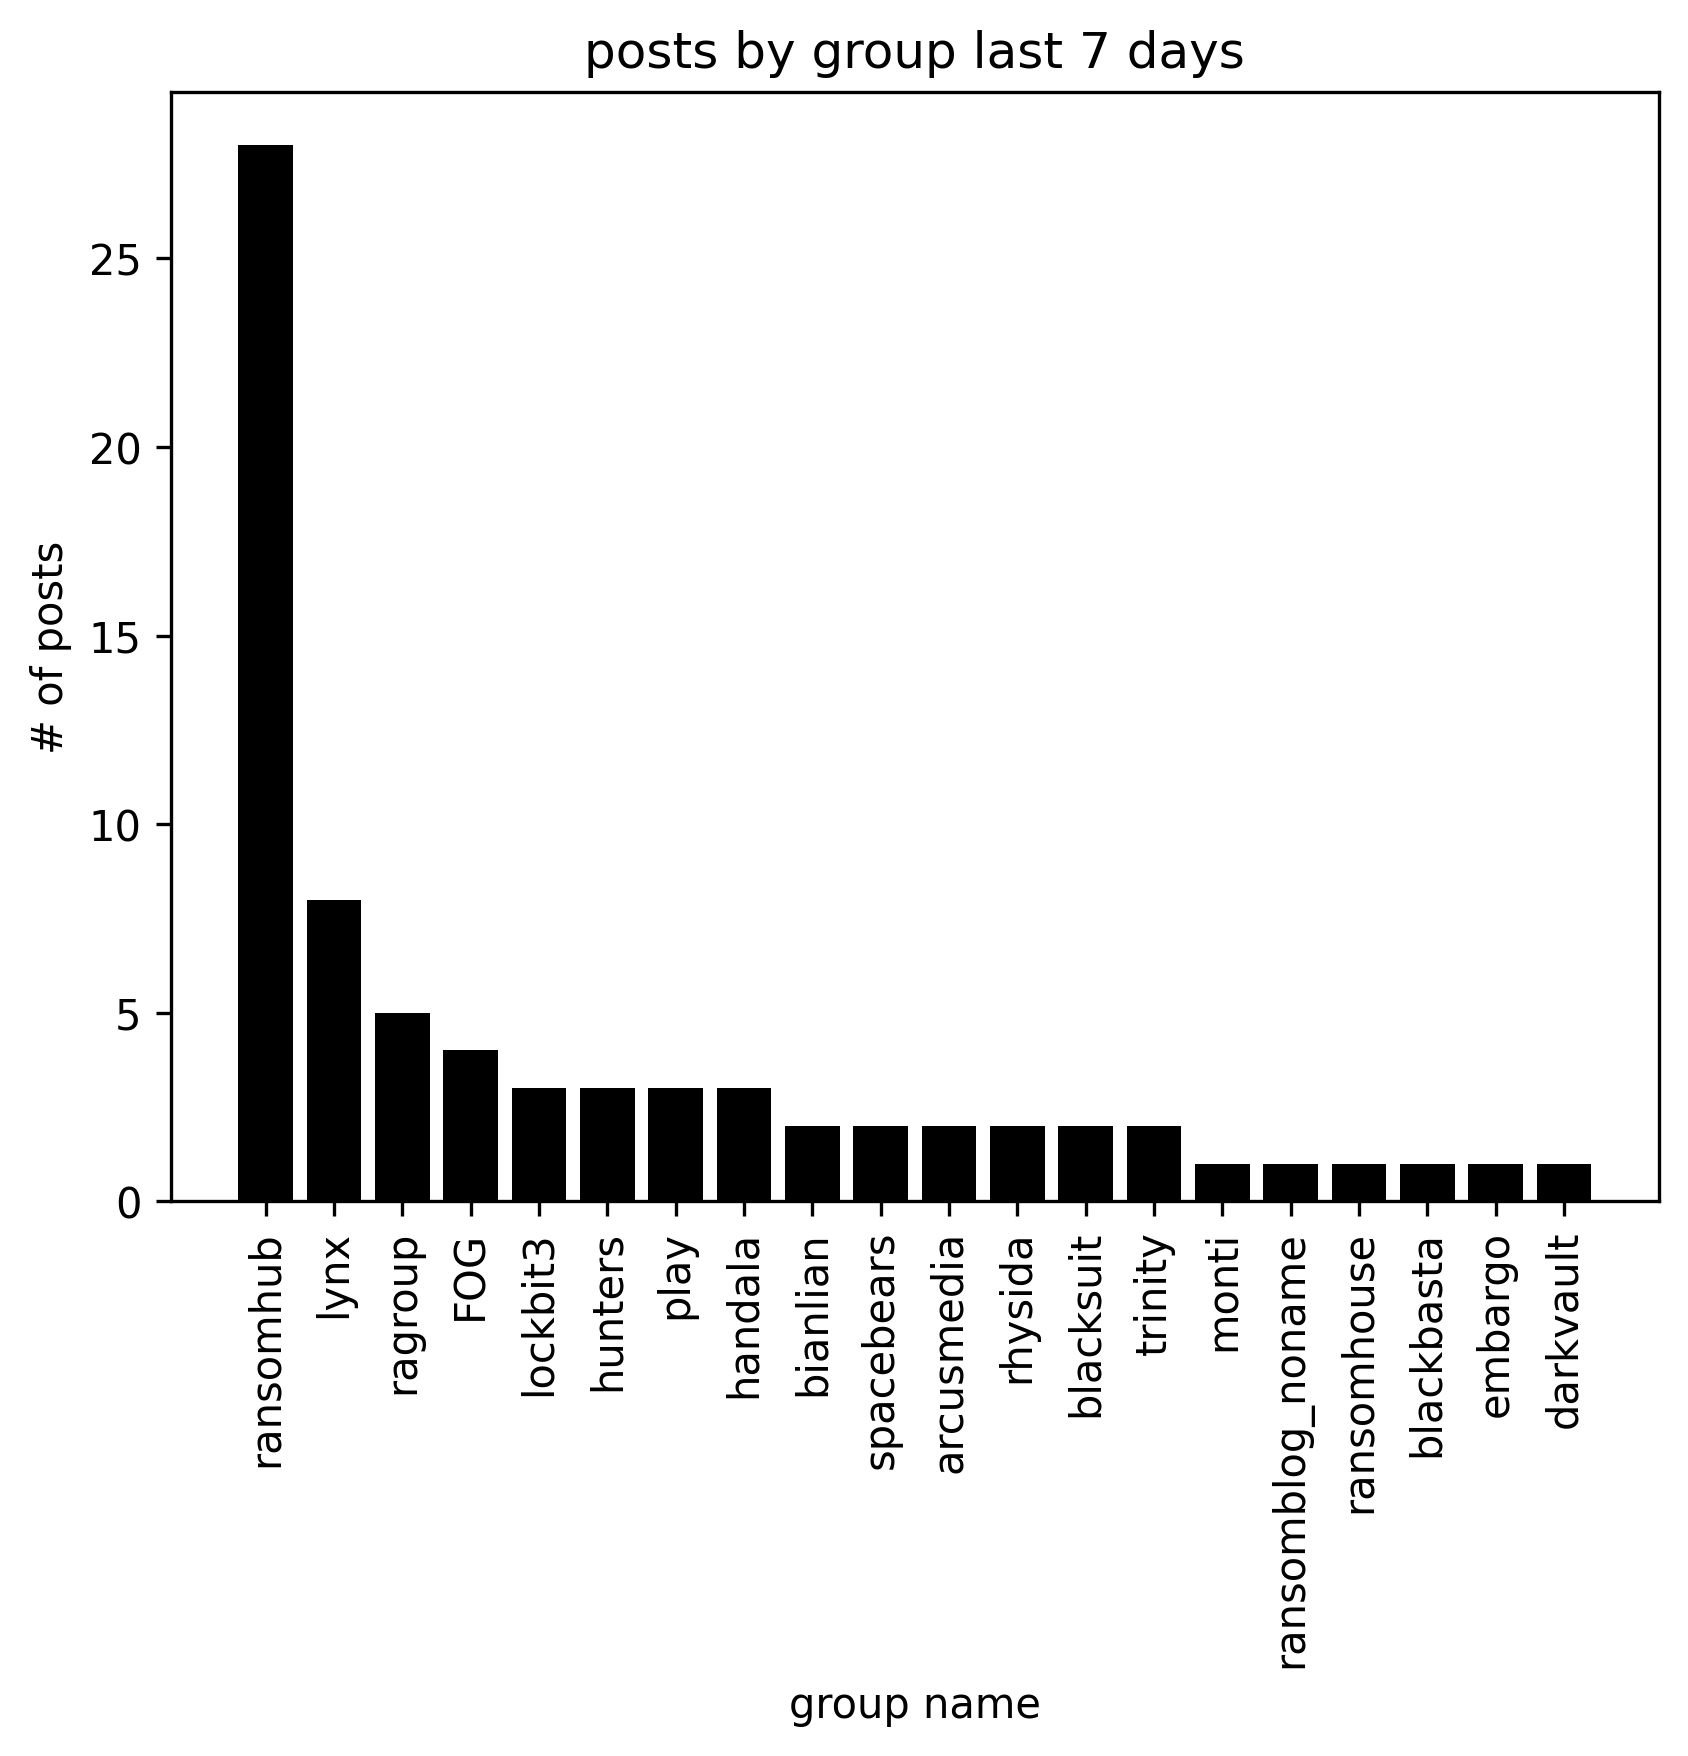 posts by group last 7 days
# of posts
25
20
15
10
5
0
ransomhub
lynx
ragroup
FOG
lockbit3
hunters
play
handala
bianlian
spacebears
arcusmedia
rhysida
blacksuit
trinity
monti
ransomblog_noname
ransomhouse
blackbasta
embargo
darkvault
group name